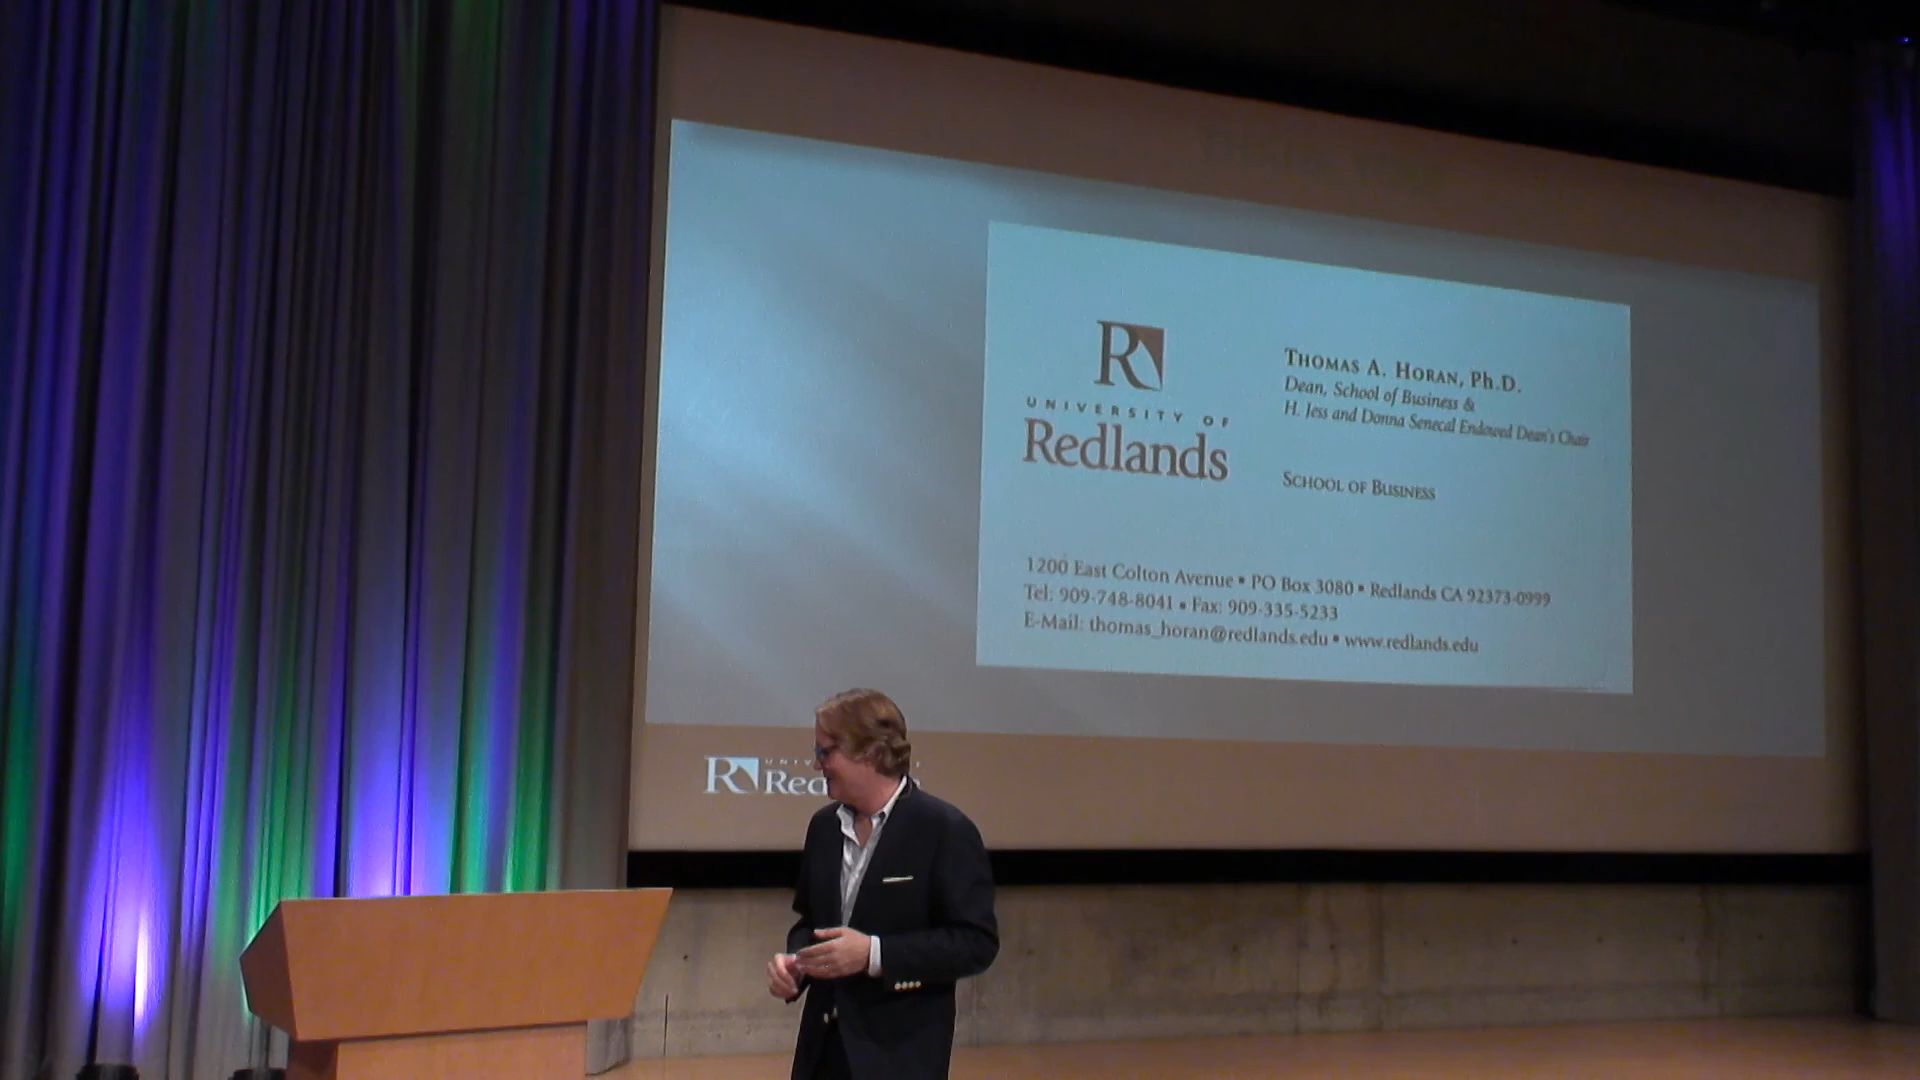 R
UNIVERSITY OF
Redlands
THOMAS A. HORAN, Ph.D.
Dean, School of Business &
H. Jess and Donna Senecal Endowed Dean's Chair
SCHOOL OF BUSINESS
1200 East Colton Avenue • PO Box 3080 • Redlands CA 92373-0999
Tel: 909-748-8041 • Fax: 909-335-5233
E-Mail: thomas_horan@redlands.edu • www.redlands.edu
R